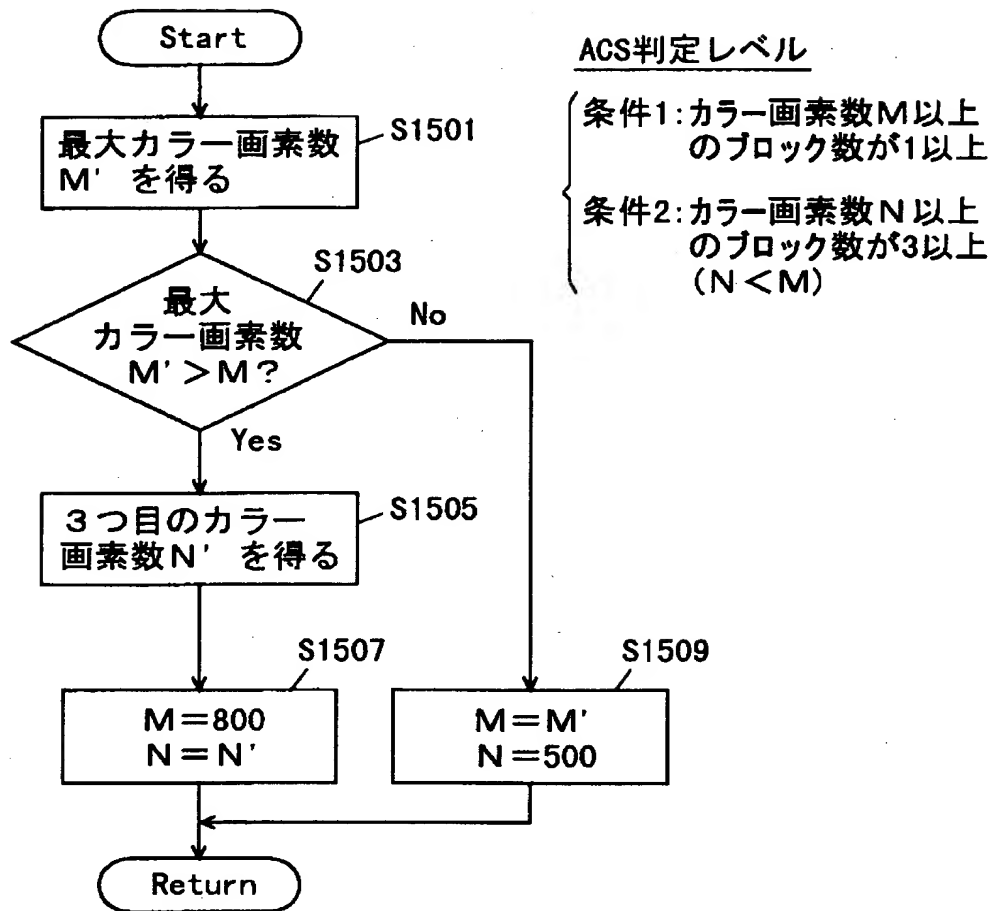 Start
最大カラー画素数
M' を得る
S1501
最大
カラー画素数
M'＞M？
S1503
No
Yes
３つ目のカラー
画素数N' を得る
S1505
M＝800
N＝N'
S1507
M＝M'
N＝500
S1509
Return
ACS判定レベル
条件1:カラー画素数M以上
のブロック数が1以上
条件2:カラー画素数N以上
のブロック数が3以上
(N＜M)